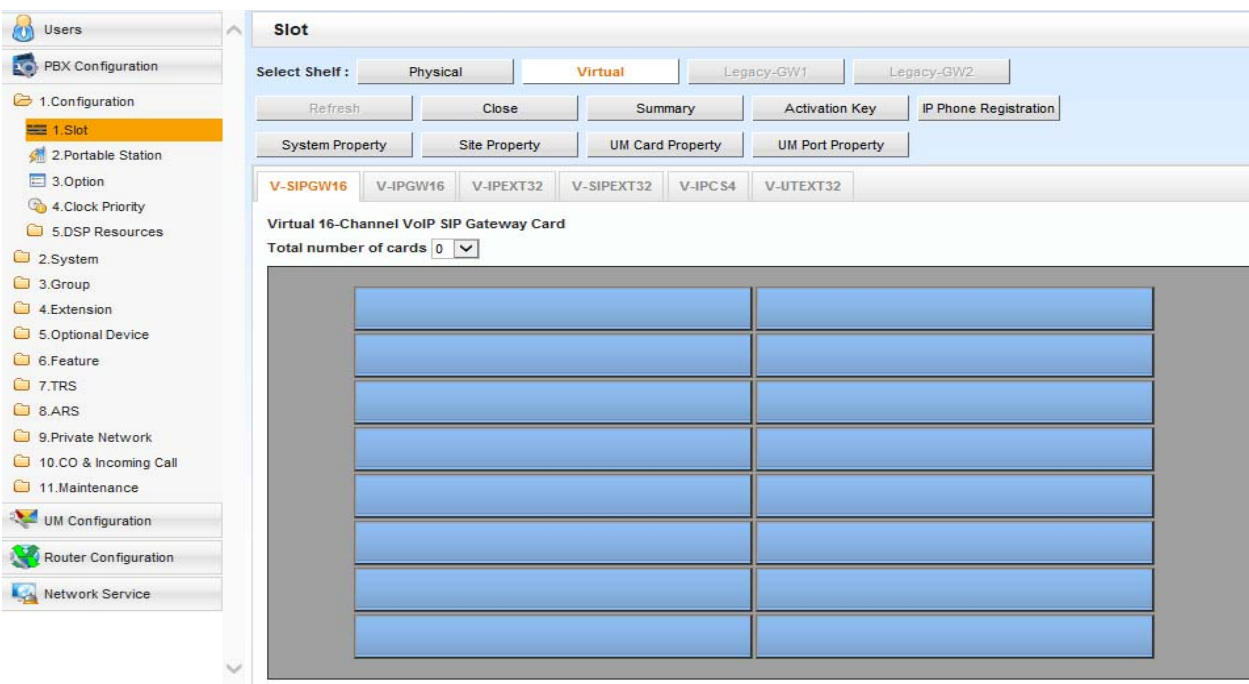 Users
PBX Configuration
1.Configuration
1.Slot
2.Portable Station
3.Option
4.Clock Priority
5.DSP Resources
2.System
3.Group
4.Extension
5.Optional Device
6.Feature
7.TRS
8.ARS
9.Private Network
10.CO & Incoming Call
11.Maintenance
UM Configuration
Router Configuration
Network Service
Slot
Select Shelf : Physical Virtual Legacy-GW1 Legacy-GW2
Refresh Close Summary Activation Key IP Phone Registration
System Property Site Property UM Card Property UM Port Property
V-SIPGW16 V-IPGW16 V-IPEXT32 V-SIPEXT32 V-IPCS4 V-UTEXT32
Virtual 16-Channel VoIP SIP Gateway Card
Total number of cards 0